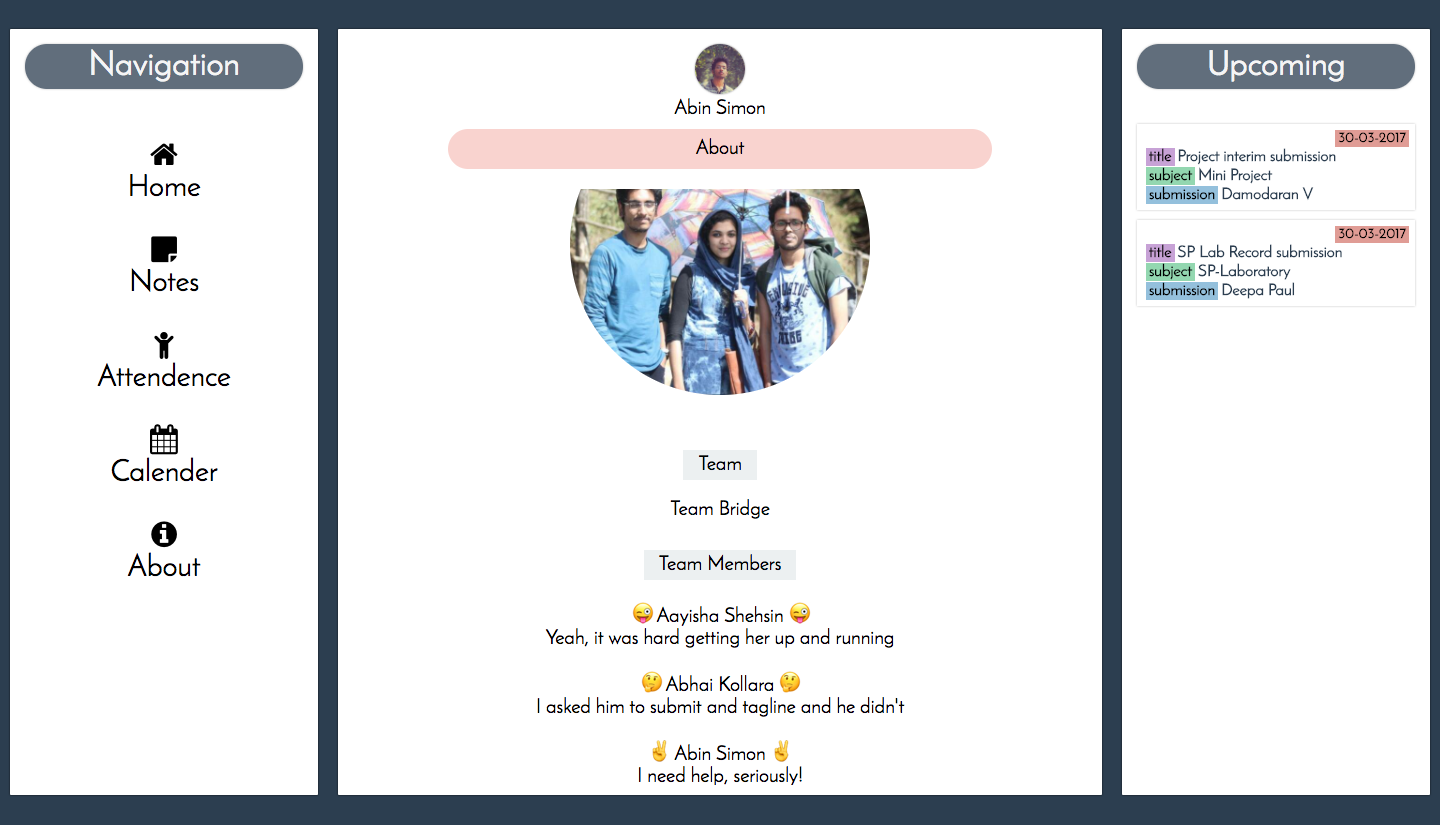 Navigation
Home
Notes
Attendence
Calender
About
Abin Simon
About
Team
Team Bridge
Team Members
😜 Aayisha Shehsin 😜
Yeah, it was hard getting her up and running
🤔 Abhai Kollara 🤔
I asked him to submit and tagline and he didn't
✌️ Abin Simon ✌️
I need help, seriously!
Upcoming
30-03-2017
title Project interim submission
subject Mini Project
submission Damodaran V
30-03-2017
title SP Lab Record submission
subject SP-Laboratory
submission Deepa Paul